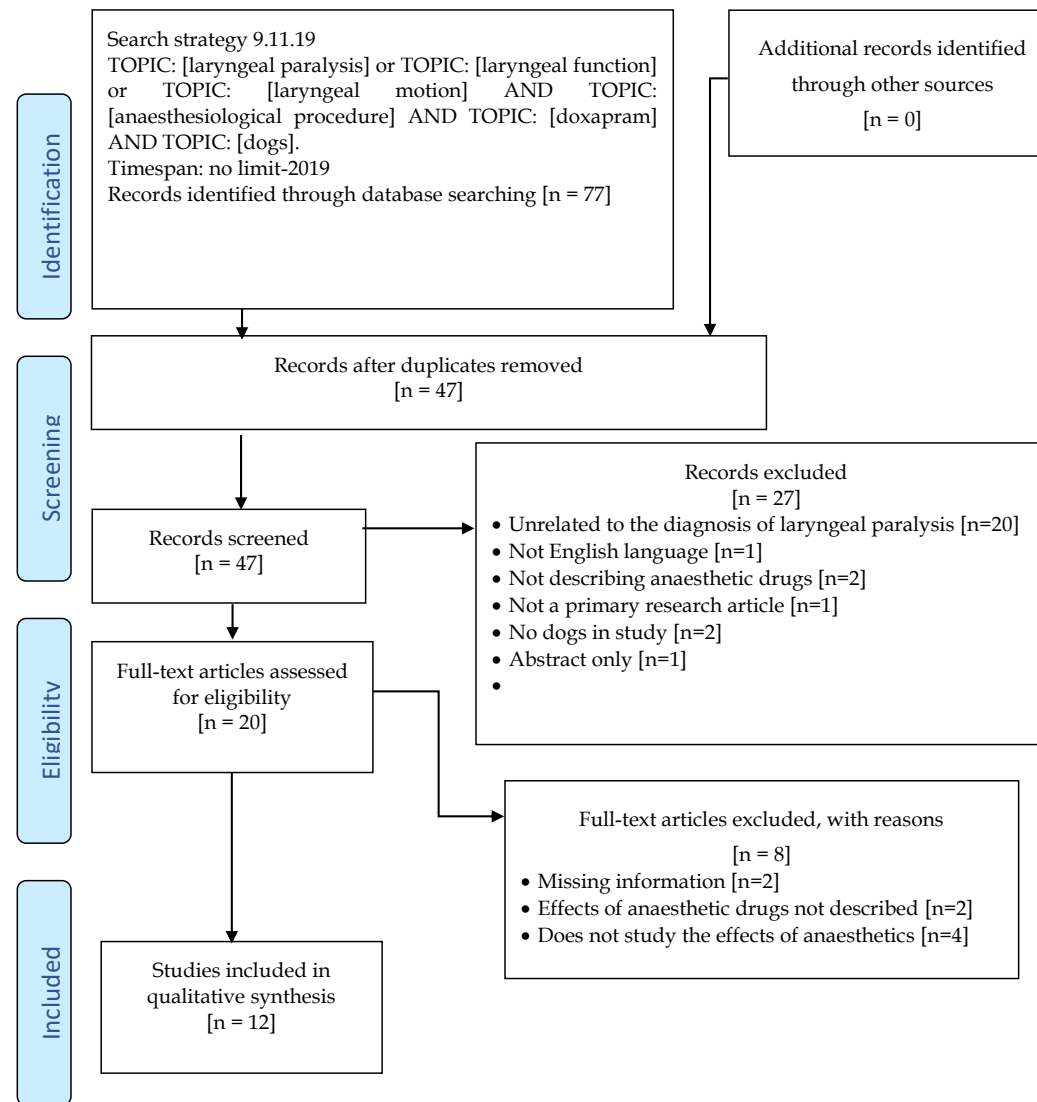 Search strategy 9.11.19
TOPIC: [laryngeal paralysis] or TOPIC: [laryngeal function]
or TOPIC: [laryngeal motion] AND TOPIC:
[anaesthesiological procedure] AND TOPIC: [doxapram]
AND TOPIC: [dogs].
Timespan: no limit-2019
Records identified through database searching [n = 77]
Additional records identified
through other sources
[n = 0]
Identification
Records after duplicates removed
[n = 47]
Screening
Records screened
[n = 47]
Records excluded
[n = 27]
• Unrelated to the diagnosis of laryngeal paralysis [n=20]
• Not English language [n=1]
• Not describing anaesthetic drugs [n=2]
• Not a primary research article [n=1]
• No dogs in study [n=2]
• Abstract only [n=1]
•
Eligibility
Full-text articles assessed
for eligibility
[n = 20]
Full-text articles excluded, with reasons
[n = 8]
• Missing information [n=2]
• Effects of anaesthetic drugs not described [n=2]
• Does not study the effects of anaesthetics [n=4]
Included
Studies included in
qualitative synthesis
[n = 12]